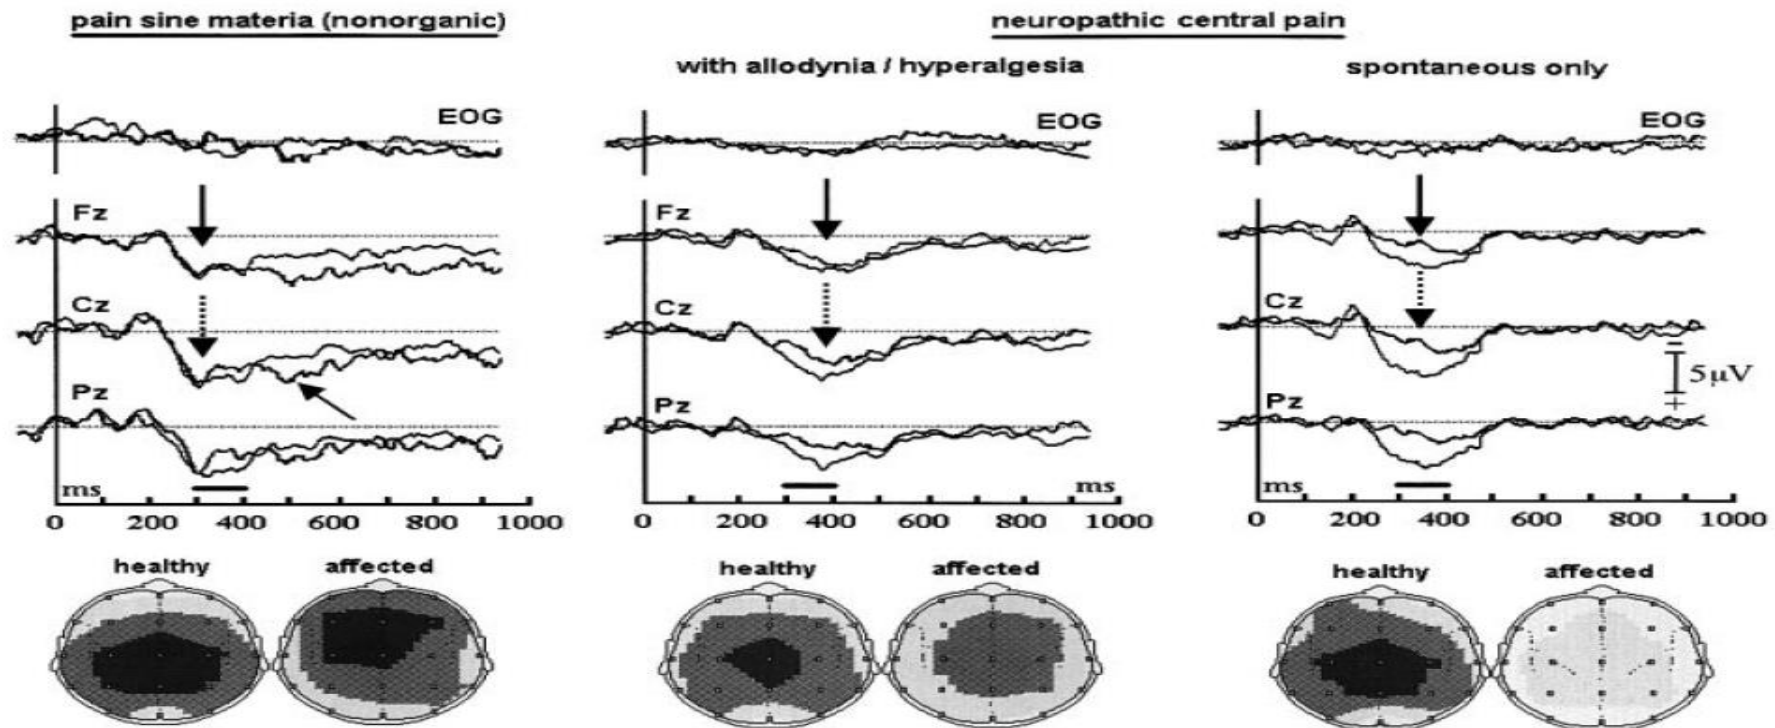 pain sine materia (nonorganic)
neuropathic central pain
with allodynia / hyperalgesia
spontaneous only
EOG
EOG
EOG
Fz
Fz
Cz
Cz
Cz
Pz
Pz
Pz
−
5μV
+
ms
ms
ms
0 200 400 600 800 1000
0 200 400 600 800 1000
0 200 400 600 800 1000
healthy affected
healthy affected
healthy affected